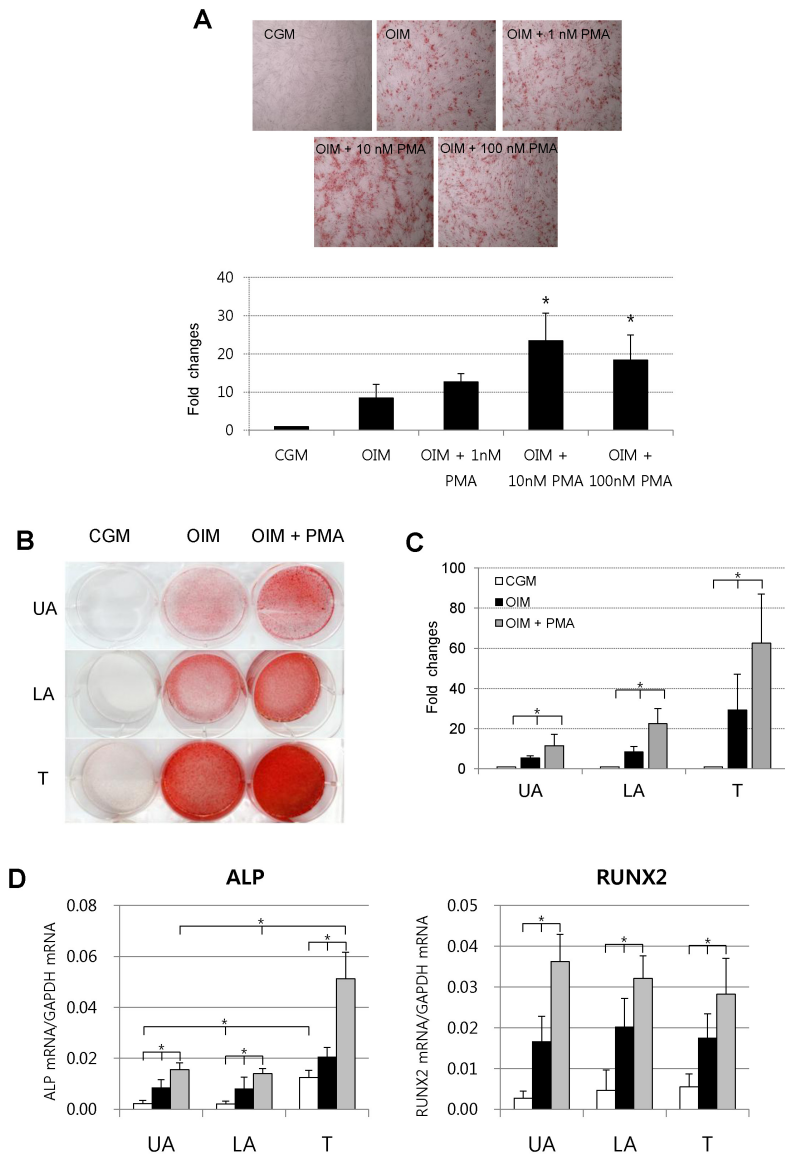 A
CGM
OIM
OIM + 1 nM PMA
OIM + 10 nM PMA
OIM + 100 nM PMA
Fold changes
40
30
20
10
0
*
*
CGM
OIM
OIM + 1nM
PMA
OIM +
10nM PMA
OIM +
100nM PMA
B
CGM OIM OIM + PMA
UA
LA
T
C
Fold changes
100
80
60
40
20
0
CGM
OIM
OIM + PMA
*
*
*
UA LA T
D
ALP
ALP mRNA/GAPDH mRNA
0.08
0.06
0.04
0.02
0.00
*
*
*
*
*
UA LA T
RUNX2
RUNX2 mRNA/GAPDH mRNA
0.05
0.04
0.03
0.02
0.01
0.00
*
*
*
UA LA T